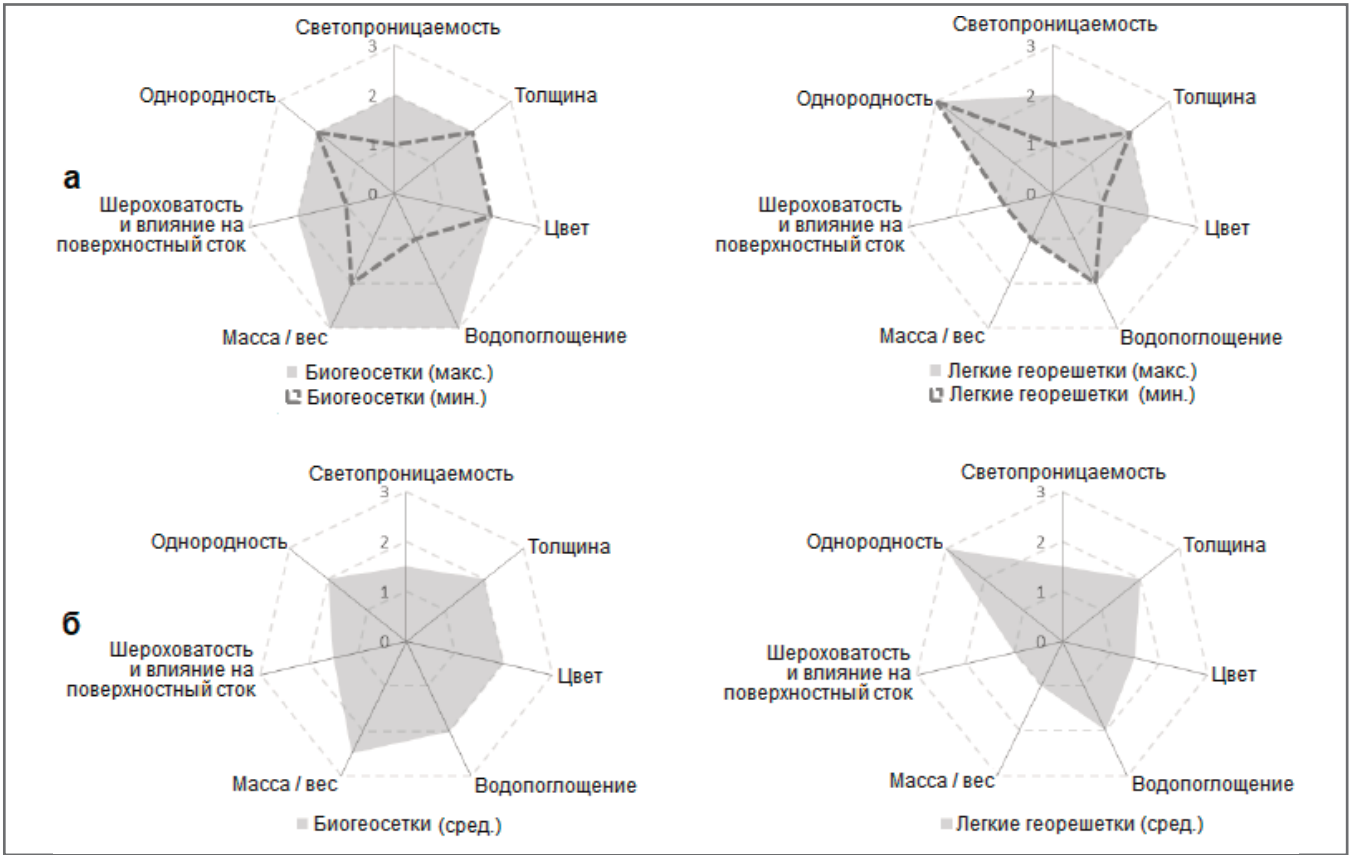 Светопроницаемость
3
2
1
0
Однородность
Толщина
Шероховатость
и влияние на
поверхностный сток
Цвет
Масса / вес
Водопоглощение
Биогеосетки (макс.)
Биогеосетки (мин.)
а
Светопроницаемость
3
2
1
0
Однородность
Толщина
Шероховатость
и влияние на
поверхностный сток
Цвет
Масса / вес
Водопоглощение
Легкие георешетки (макс.)
Легкие георешетки (мин.)
Светопроницаемость
3
2
1
0
Однородность
Толщина
б
Шероховатость
и влияние на
поверхностный сток
Цвет
Масса / вес
Водопоглощение
Биогеосетки (сред.)
Светопроницаемость
3
2
1
0
Однородность
Толщина
Шероховатость
и влияние на
поверхностный сток
Цвет
Масса / вес
Водопоглощение
Легкие георешетки (сред.)